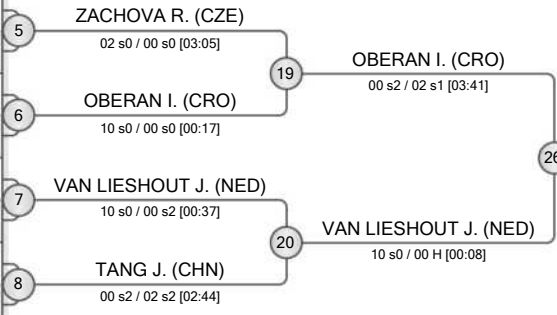 5
ZACHOVA R. (CZE)
02 s0 / 00 s0 [03:05]
19
OBERAN I. (CRO)
00 s2 / 02 s1 [03:41]
6
OBERAN I. (CRO)
10 s0 / 00 s0 [00:17]
26
7
VAN LIESHOUT J. (NED)
10 s0 / 00 s2 [00:37]
20
VAN LIESHOUT J. (NED)
10 s0 / 00 H [00:08]
8
TANG J. (CHN)
00 s2 / 02 s2 [02:44]